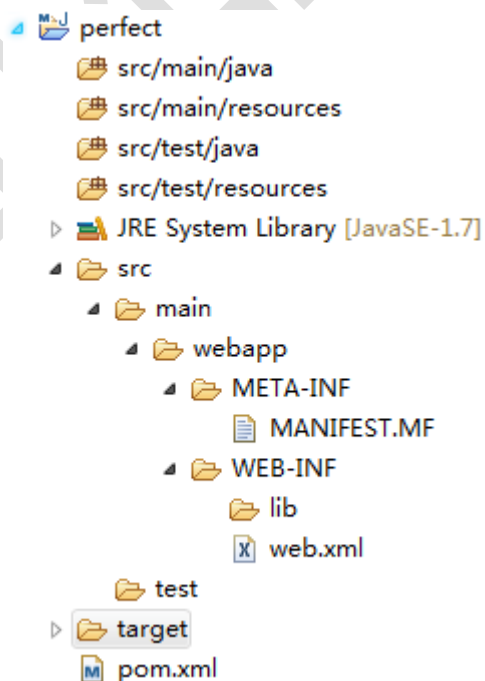 perfect
src/main/java
src/main/resources
src/test/java
src/test/resources
JRE System Library [JavaSE-1.7]
src
main
webapp
META-INF
MANIFEST.MF
WEB-INF
lib
web.xml
test
target
pom.xml